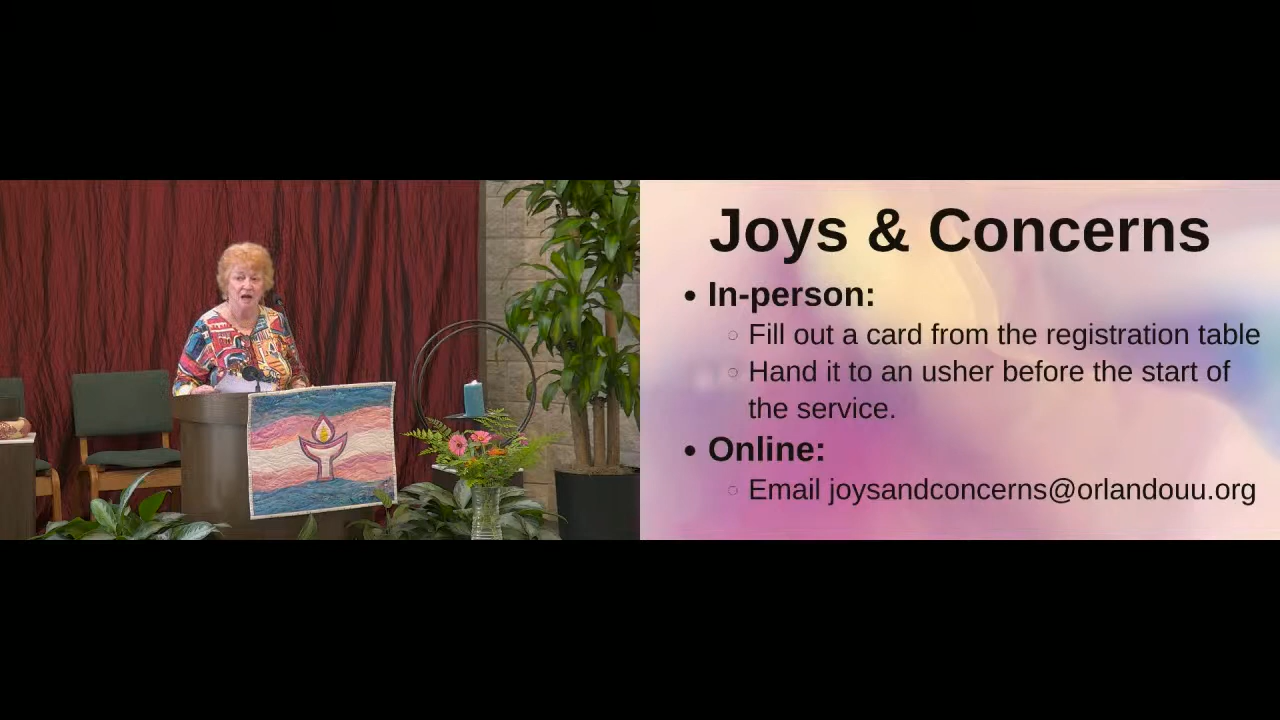 Joys & Concerns
• In-person:
○ Fill out a card from the registration table
○ Hand it to an usher before the start of
the service.
• Online:
○ Email joysandconcerns@orlandouu.org